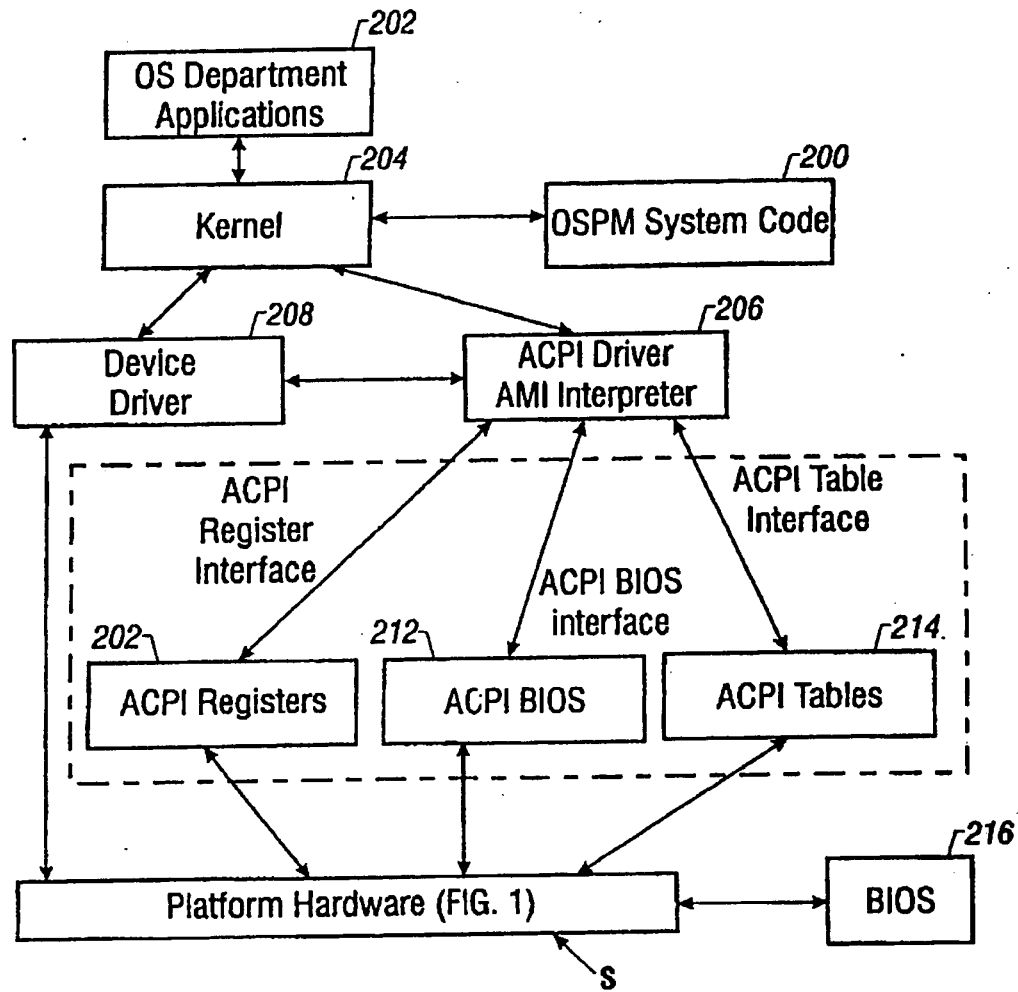 202
OS Department
Applications
204
200
Kernel
OSPM System Code
208
206
Device
Driver
ACPI Driver
AMI Interpreter
ACPI
Register
Interface
ACPI Table
Interface
ACPI BIOS
interface
202
212
214
ACPI Registers
ACPI BIOS
ACPI Tables
216
Platform Hardware (FIG. 1)
BIOS
S